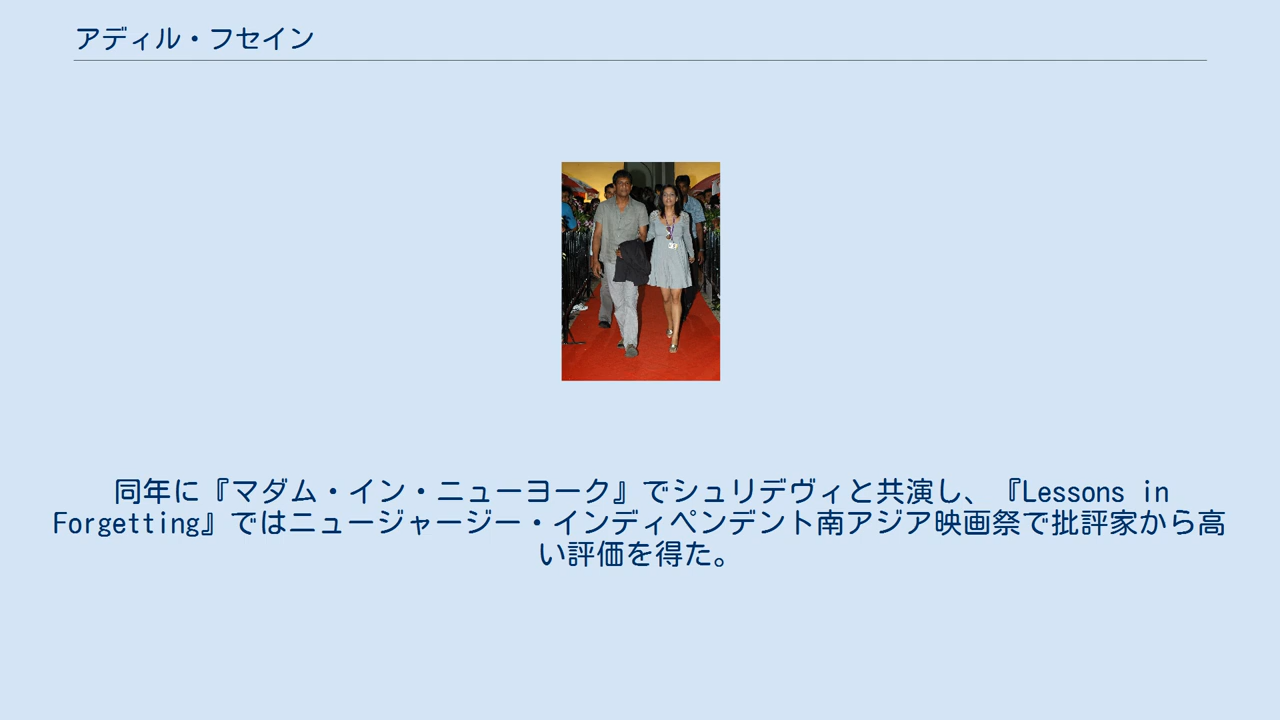 アディル・フセイン
同年に『マダム・イン・ニューヨーク』でシュリデヴィと共演し、『Lessons in
Forgetting』ではニュージャージー・インディペンデント南アジア映画祭で批評家から高
い評価を得た。